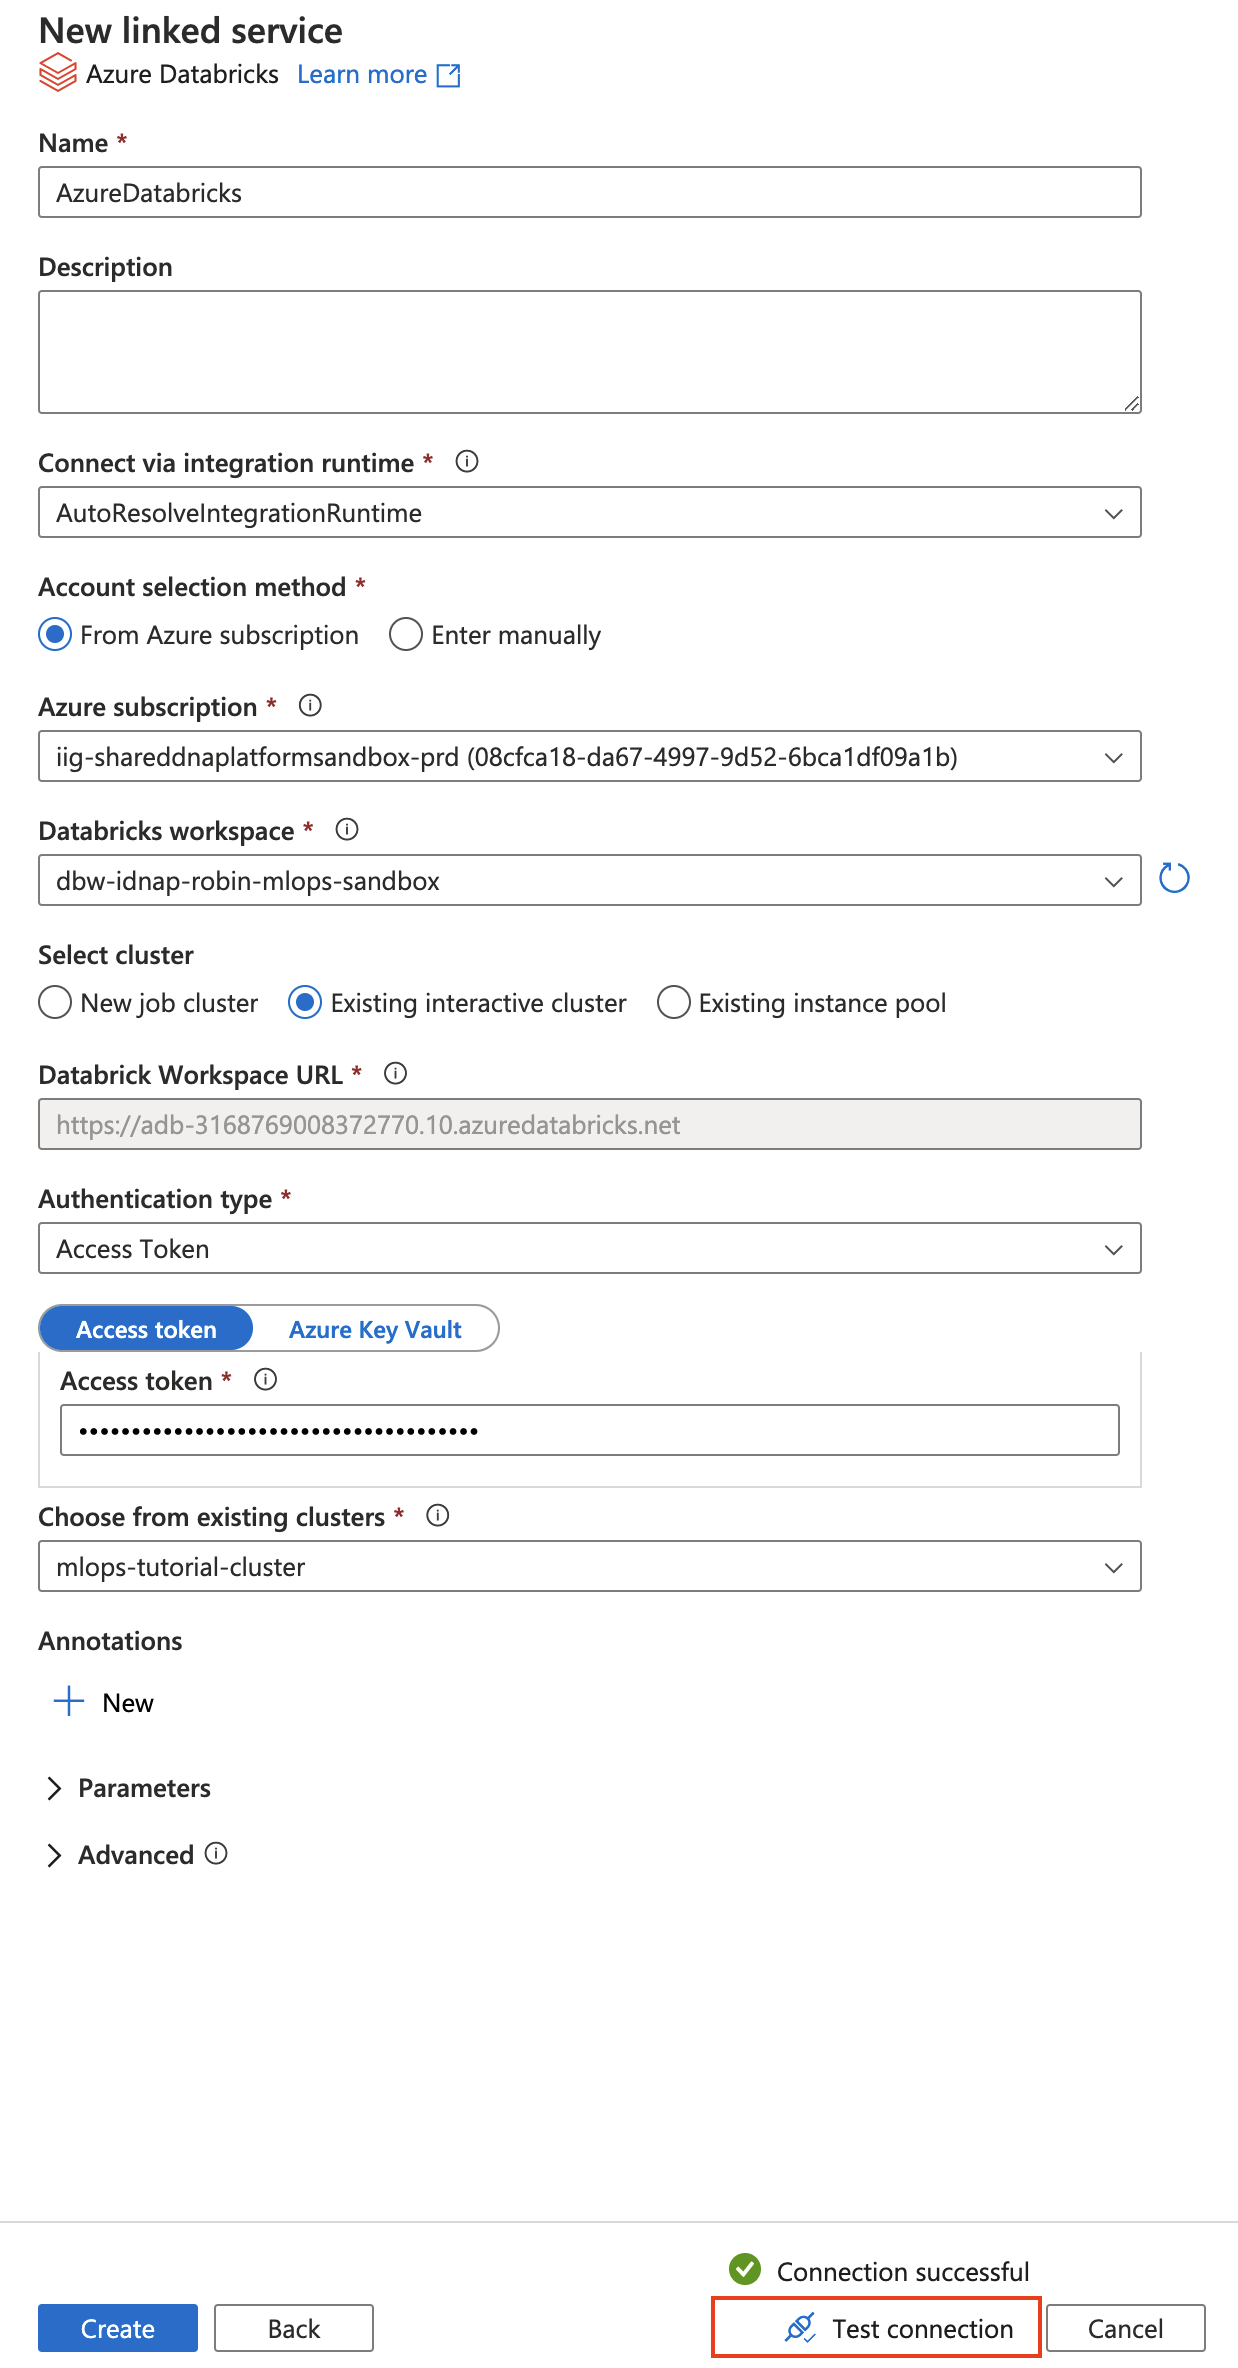 New linked service
Azure Databricks Learn more
Name *
AzureDatabricks
Description
Connect via integration runtime *
AutoResolveIntegrationRuntime
Account selection method *
From Azure subscription Enter manually
Azure subscription *
iig-shareddnaplatformsandbox-prd (08cfca18-da67-4997-9d52-6bca1df09a1b)
Databricks workspace *
dbw-idnap-robin-mlops-sandbox
Select cluster
New job cluster Existing interactive cluster Existing instance pool
Databrick Workspace URL *
https://adb-3168769008372770.10.azuredatabricks.net
Authentication type *
Access Token
Access token Azure Key Vault
Access token *
••••••••••••••••••••••••••••••••••••••
Choose from existing clusters *
mlops-tutorial-cluster
Annotations
New
Parameters
Advanced
Connection successful
Create Back Test connection Cancel